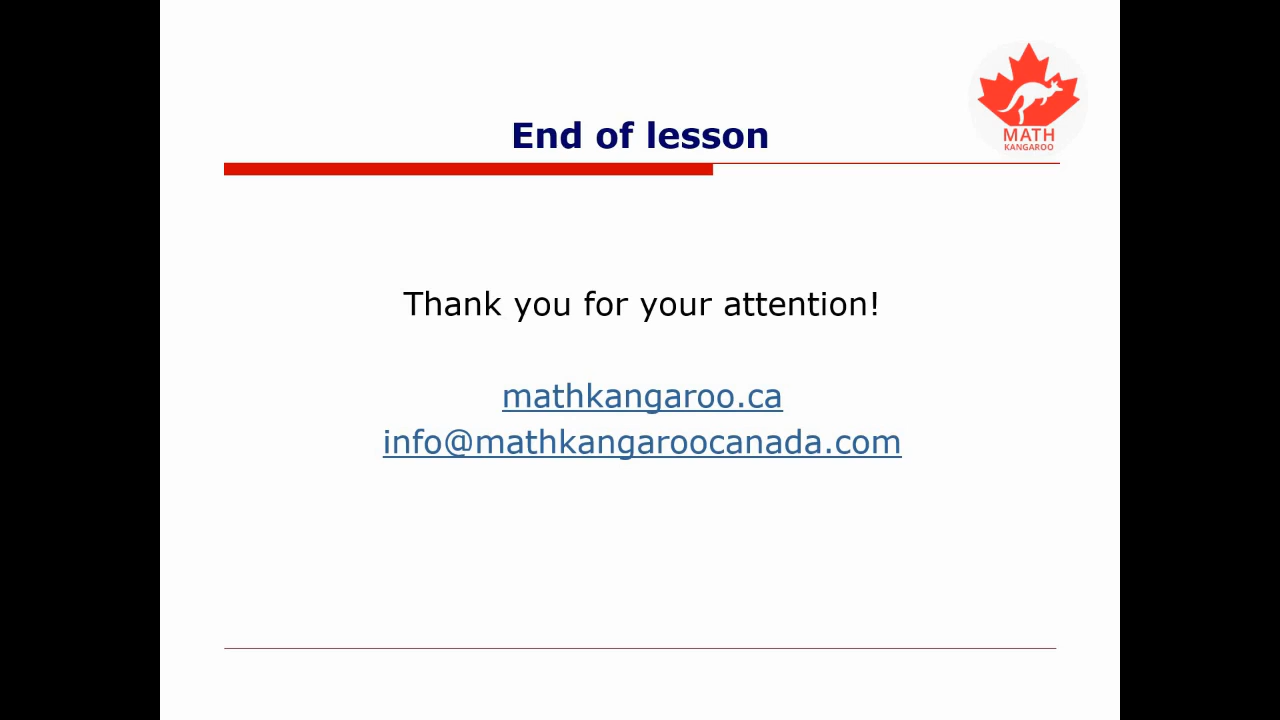 MATH
KANGAROO
End of lesson
Thank you for your attention!
mathkangaroo.ca
info@mathkangaroocanada.com